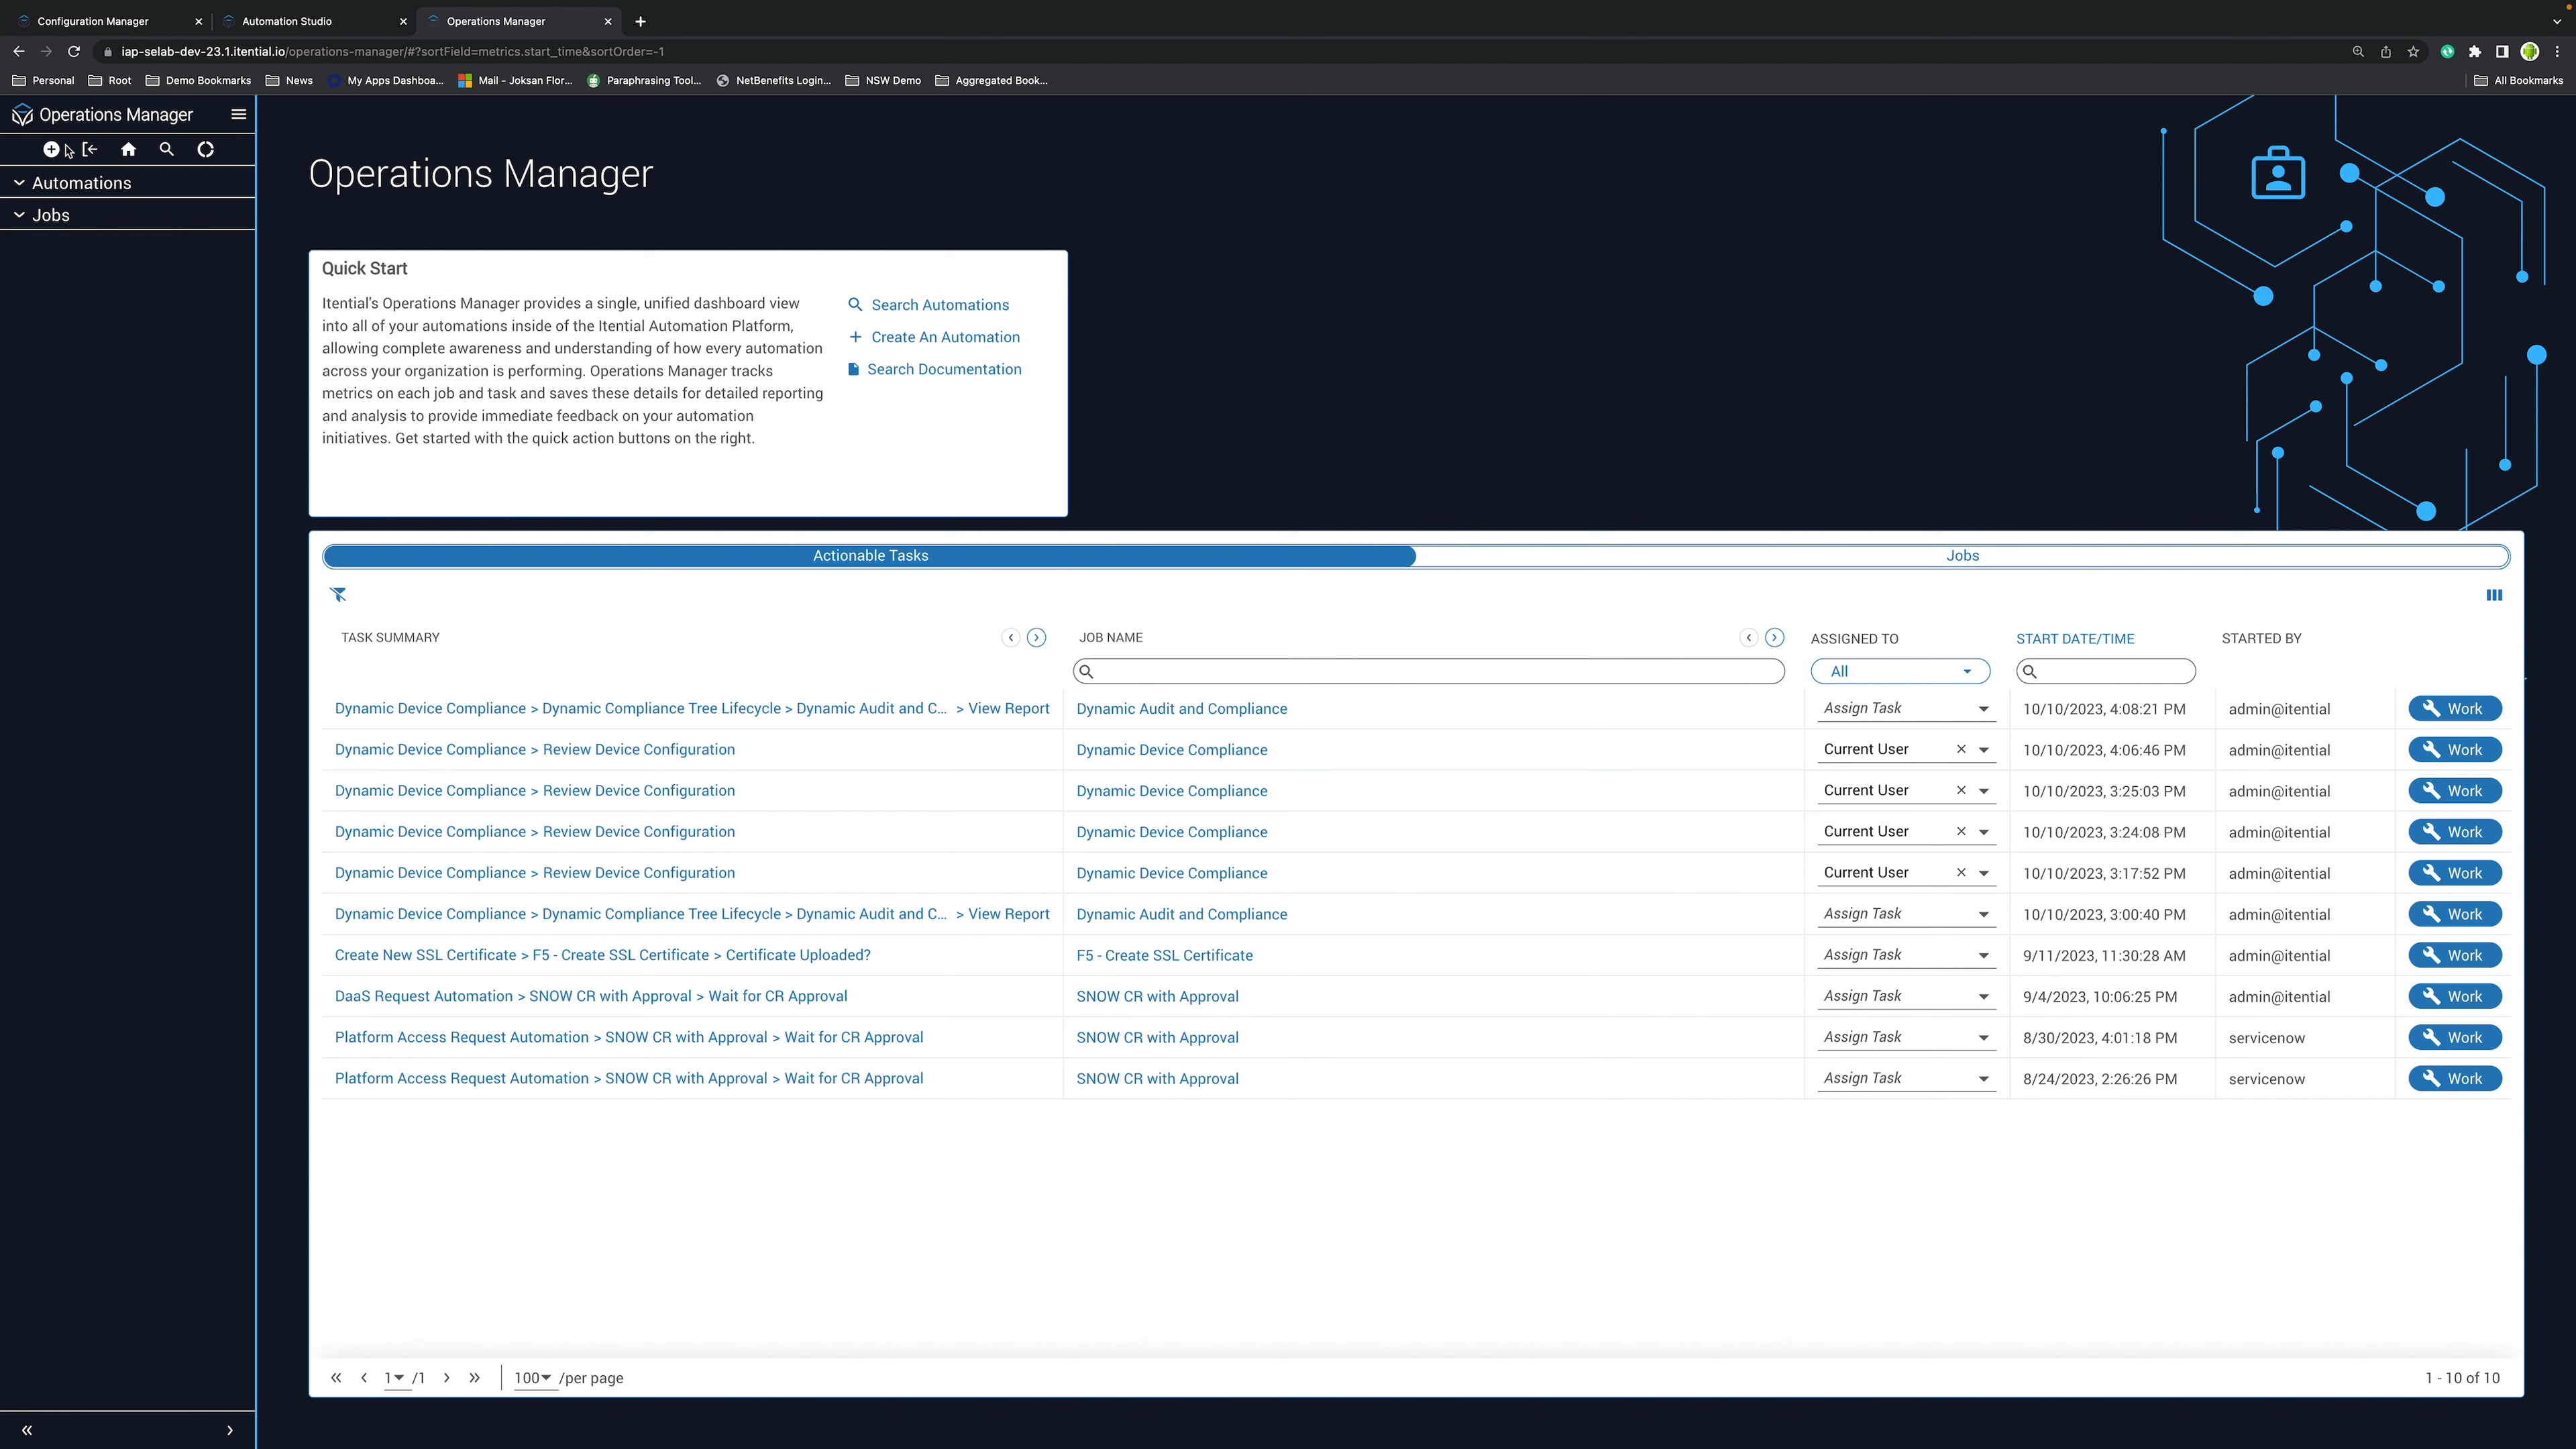 Configuration Manager
Automation Studio
Operations Manager
iap-selab-dev-23.1.itential.io/operations-manager/#?sortField=metrics.start_time&sortOrder=-1
Personal Root Demo Bookmarks News My Apps Dashboa... Mail - Joksan Flor... Paraphrasing Tool... NetBenefits Login... NSW Demo Aggregated Book... All Bookmarks
Operations Manager
Automations
Jobs
Operations Manager
Quick Start
Itential's Operations Manager provides a single, unified dashboard view
into all of your automations inside of the Itential Automation Platform,
allowing complete awareness and understanding of how every automation
across your organization is performing. Operations Manager tracks
metrics on each job and task and saves these details for detailed reporting
and analysis to provide immediate feedback on your automation
initiatives. Get started with the quick action buttons on the right.
Search Automations
Create An Automation
Search Documentation
Actionable Tasks Jobs
TASK SUMMARY JOB NAME ASSIGNED TO START DATE/TIME STARTED BY
All
Dynamic Device Compliance > Dynamic Compliance Tree Lifecycle > Dynamic Audit and C... > View Report Dynamic Audit and Compliance Assign Task 10/10/2023, 4:08:21 PM admin@itential Work
Dynamic Device Compliance > Review Device Configuration Dynamic Device Compliance Current User 10/10/2023, 4:06:46 PM admin@itential Work
Dynamic Device Compliance > Review Device Configuration Dynamic Device Compliance Current User 10/10/2023, 3:25:03 PM admin@itential Work
Dynamic Device Compliance > Review Device Configuration Dynamic Device Compliance Current User 10/10/2023, 3:24:08 PM admin@itential Work
Dynamic Device Compliance > Review Device Configuration Dynamic Device Compliance Current User 10/10/2023, 3:17:52 PM admin@itential Work
Dynamic Device Compliance > Dynamic Compliance Tree Lifecycle > Dynamic Audit and C... > View Report Dynamic Audit and Compliance Assign Task 10/10/2023, 3:00:40 PM admin@itential Work
Create New SSL Certificate > F5 - Create SSL Certificate > Certificate Uploaded? F5 - Create SSL Certificate Assign Task 9/11/2023, 11:30:28 AM admin@itential Work
DaaS Request Automation > SNOW CR with Approval > Wait for CR Approval SNOW CR with Approval Assign Task 9/4/2023, 10:06:25 PM admin@itential Work
Platform Access Request Automation > SNOW CR with Approval > Wait for CR Approval SNOW CR with Approval Assign Task 8/30/2023, 4:01:18 PM servicenow Work
Platform Access Request Automation > SNOW CR with Approval > Wait for CR Approval SNOW CR with Approval Assign Task 8/24/2023, 2:26:26 PM servicenow Work
1 /1 100 /per page 1 - 10 of 10